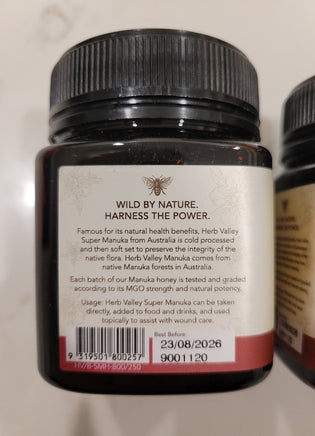 WILD BY NATURE.
HARNESS THE POWER.
Famous for its natural health benefits, Herb Valley
Super Manuka from Australia is cold processed
and then soft set to preserve the integrity of the
native flora. Herb Valley Manuka comes from
native Manuka forests in Australia.
Each batch of our Manuka honey is tested and graded
according to its MGO strength and natural potency.
Usage: Herb Valley Super Manuka can be taken
directly, added to food and drinks, and used
topically to assist with wound care.
Best Before:
23/08/2026
9001120
9 319501 800257
HV/B-SMH-800/250